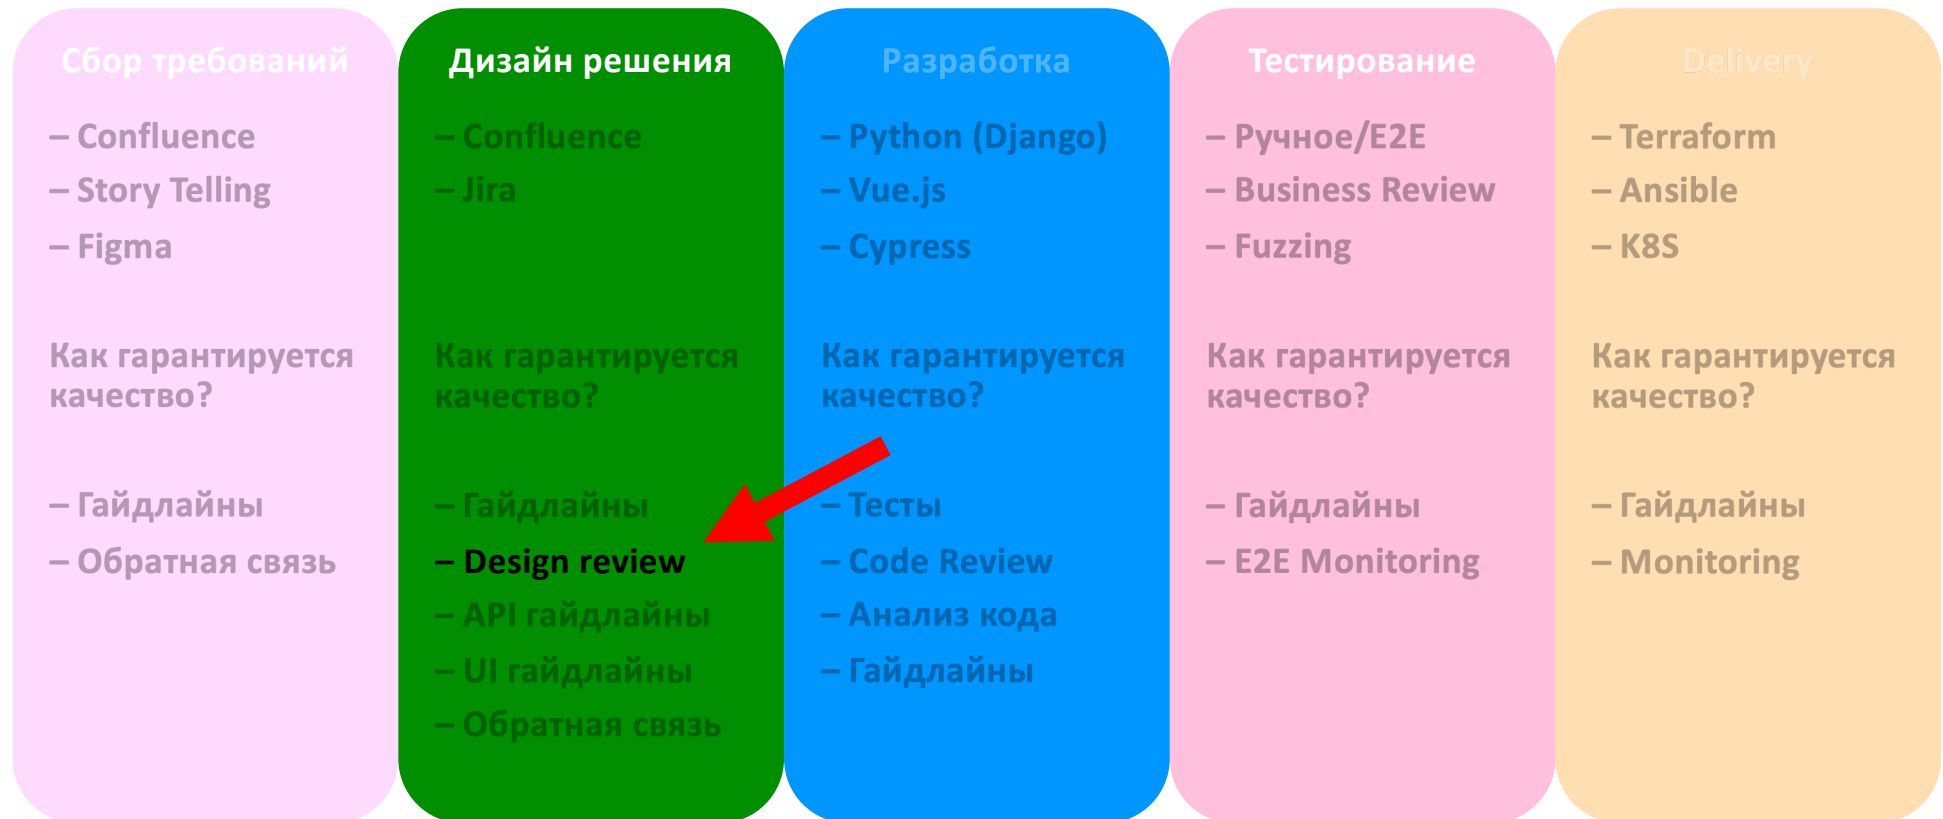 Сбор требований
– Confluence
– Story Telling
– Figma
Как гарантируется
качество?
– Гайдлайны
– Обратная связь
Дизайн решения
– Confluence
– Jira
Как гарантируется
качество?
– Гайдлайны
– Design review
– API гайдлайны
– UI гайдлайны
– Обратная связь
Разработка
– Python (Django)
– Vue.js
– Cypress
Как гарантируется
качество?
– Тесты
– Code Review
– Анализ кода
– Гайдлайны
Тестирование
– Ручное/E2E
– Business Review
– Fuzzing
Как гарантируется
качество?
– Гайдлайны
– E2E Monitoring
Delivery
– Terraform
– Ansible
– K8S
Как гарантируется
качество?
– Гайдлайны
– Monitoring